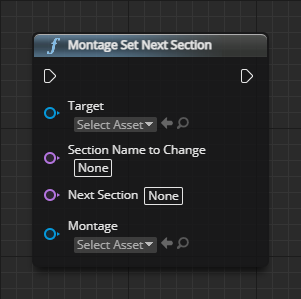 Montage Set Next Section
Target
Select Asset
Section Name to Change
None
Next Section None
Montage
Select Asset